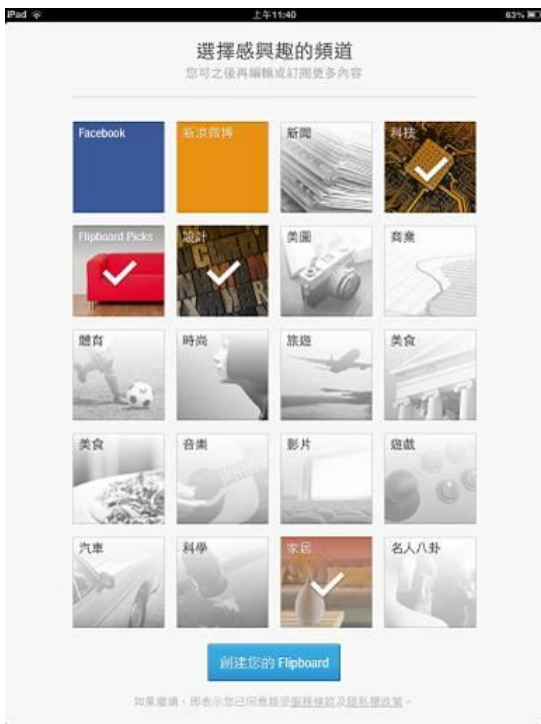 iPad 上午11:40 83%
選擇感興趣的頻道
您可之後再編輯或訂閱更多內容
Facebook 新浪微博 新聞 科技
Flipboard Picks 設計 美圖 商業
體育 時尚 旅遊 美食
美食 音樂 影片 遊戲
汽車 科學 家居 名人八卦
創建您的 Flipboard
如果繼續,即表示您已同意接受服務條款及隱私權政策。